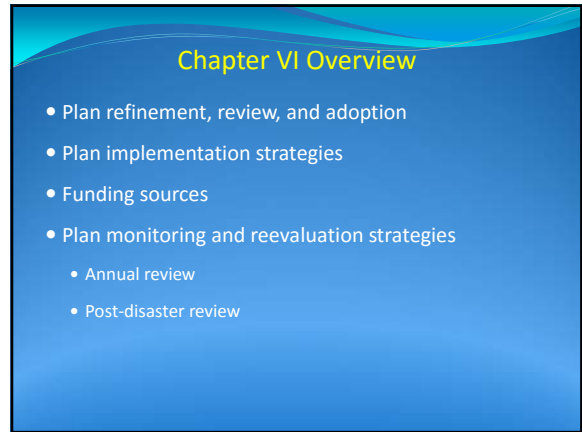 Chapter VI Overview
• Plan refinement, review, and adoption
• Plan implementation strategies
• Funding sources
• Plan monitoring and reevaluation strategies
• Annual review
• Post-disaster review